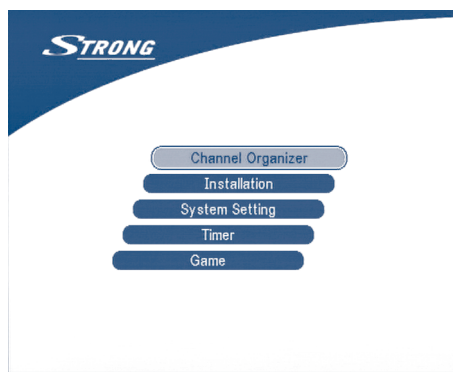 STRONG
Channel Organizer
Installation
System Setting
Timer
Game